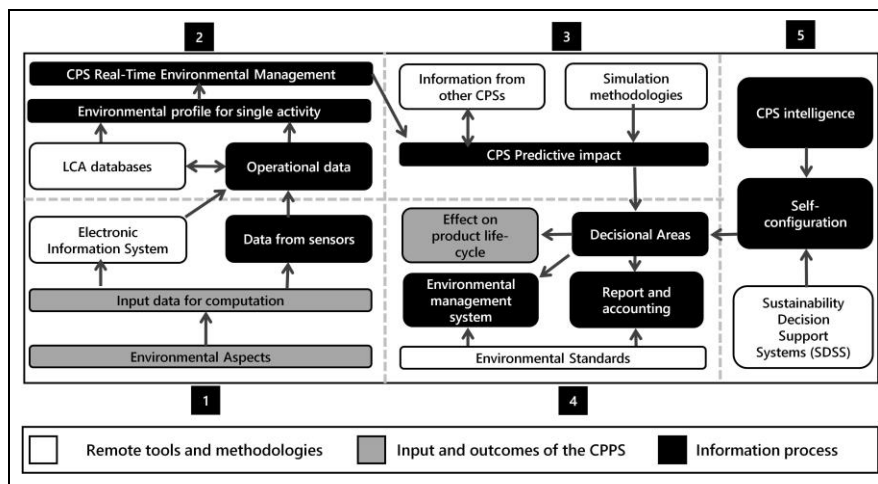 2
3
5
CPS Real-Time Environmental Management
Environmental profile for single activity
LCA databases
Operational data
Electronic
Information System
Data from sensors
Input data for computation
Environmental Aspects
Information from
other CPSs
Simulation
methodologies
CPS Predictive impact
Effect on
product life-
cycle
Decisional Areas
Environmental
management
system
Report and
accounting
Environmental Standards
CPS intelligence
Self-
configuration
Sustainability
Decision
Support
Systems (SDSS)
1
4
Remote tools and methodologies
Input and outcomes of the CPPS
Information process